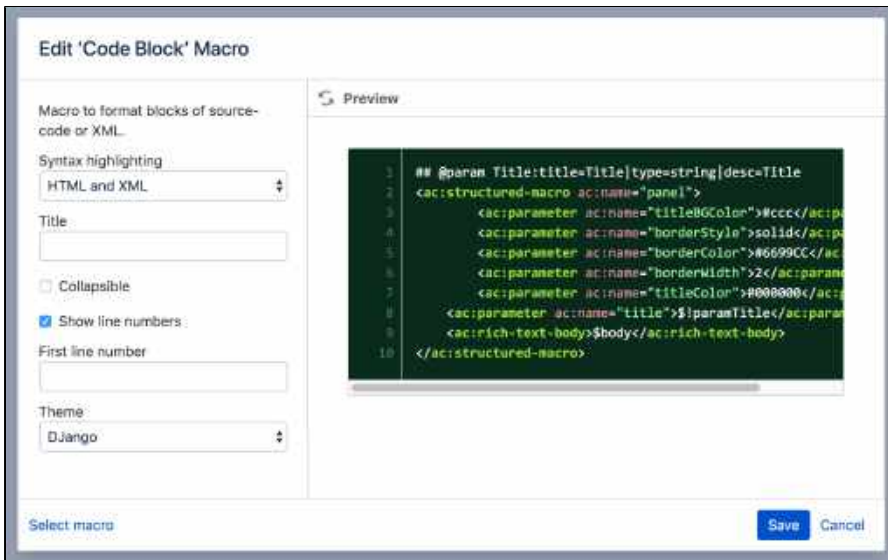 Edit 'Code Block' Macro
Macro to format blocks of source-
code or XML.
Syntax highlighting
HTML and XML
Title
Collapsible
Show line numbers
First line number
Theme
DJango
Preview
1 ## @param Title:title=Title|type=string|desc=Title
2 <ac:structured-macro ac:name="panel">
3 <ac:parameter ac:name="titleBGColor">#ccc</ac:pa
4 <ac:parameter ac:name="borderStyle">solid</ac:pa
5 <ac:parameter ac:name="borderColor">#6699CC</ac:
6 <ac:parameter ac:name="borderWidth">2</ac:parame
7 <ac:parameter ac:name="titleColor">#000000</ac:p
8 <ac:parameter ac:name="title">$!paramTitle</ac:param
9 <ac:rich-text-body>$body</ac:rich-text-body>
10 </ac:structured-macro>
Select macro
Save Cancel